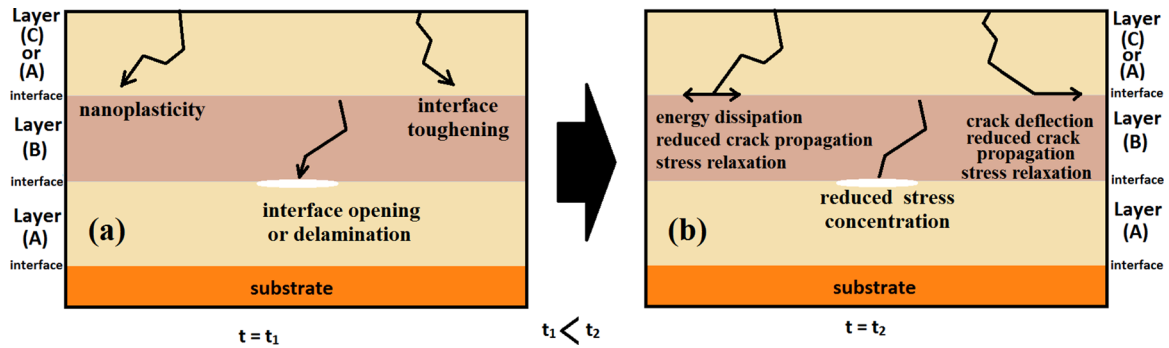 Layer
(C)
or
(A)
interface
Layer
(B)
interface
Layer
(A)
interface
nanoplasticity
interface
toughening
(a)
interface opening
or delamination
substrate
t = t₁
t₁ < t₂
energy dissipation
reduced crack propagation
stress relaxation
crack deflection
reduced crack
propagation
stress relaxation
(b)
reduced stress
concentration
substrate
t = t₂
Layer
(C)
or
(A)
interface
Layer
(B)
interface
Layer
(A)
interface